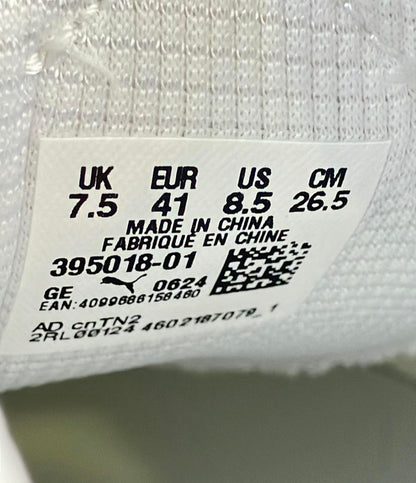 UK EUR US CM
7.5 41 8.5 26.5
MADE IN CHINA
FABRIQUÉ EN CHINE
395018-01
GE 0624
EAN:4099686158460
AD cnTN2
2RL00124 4602187079_1